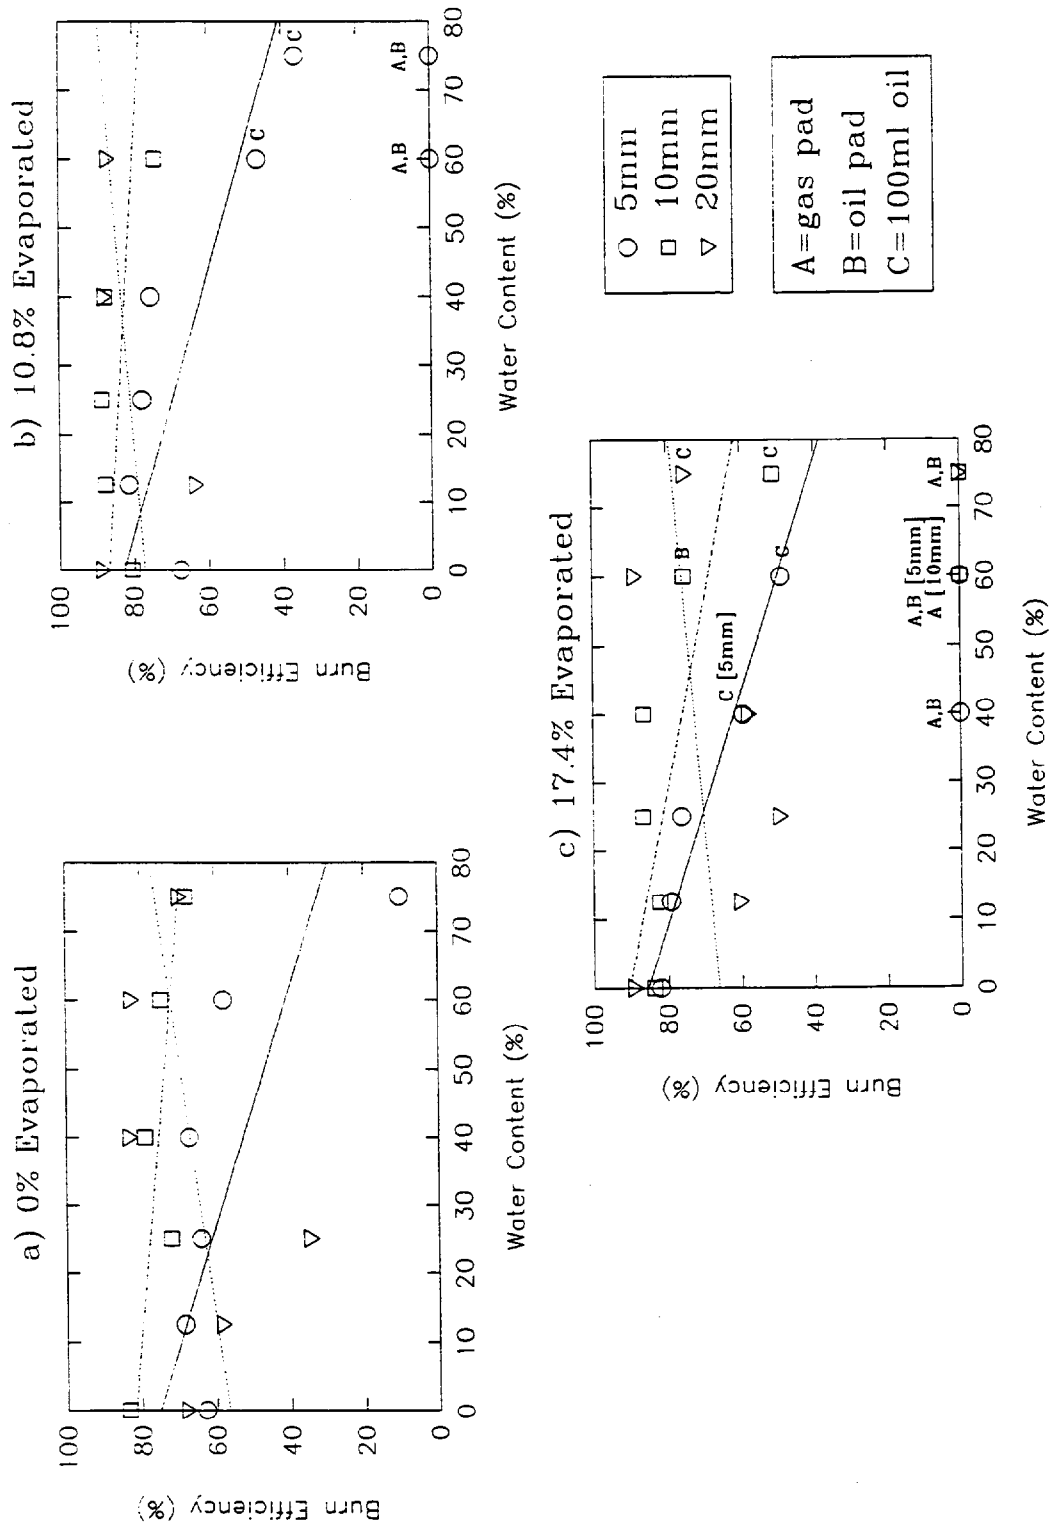 a) 0% Evaporated
100
80
60
40
20
0
Burn Efficiency (%)
0 10 20 30 40 50 60 70 80
Water Content (%)
b) 10.8% Evaporated
100
80
60
40
20
0
Burn Efficiency (%)
C
C
A,B
A,B
0 10 20 30 40 50 60 70 80
Water Content (%)
c) 17.4% Evaporated
100
80
60
40
20
0
Burn Efficiency (%)
B
C
C
C [5mm]
C
A,B
A,B [5mm]
A [10mm]
A,B
0 10 20 30 40 50 60 70 80
Water Content (%)
5mm
10mm
20mm
A=gas pad
B=oil pad
C=100ml oil